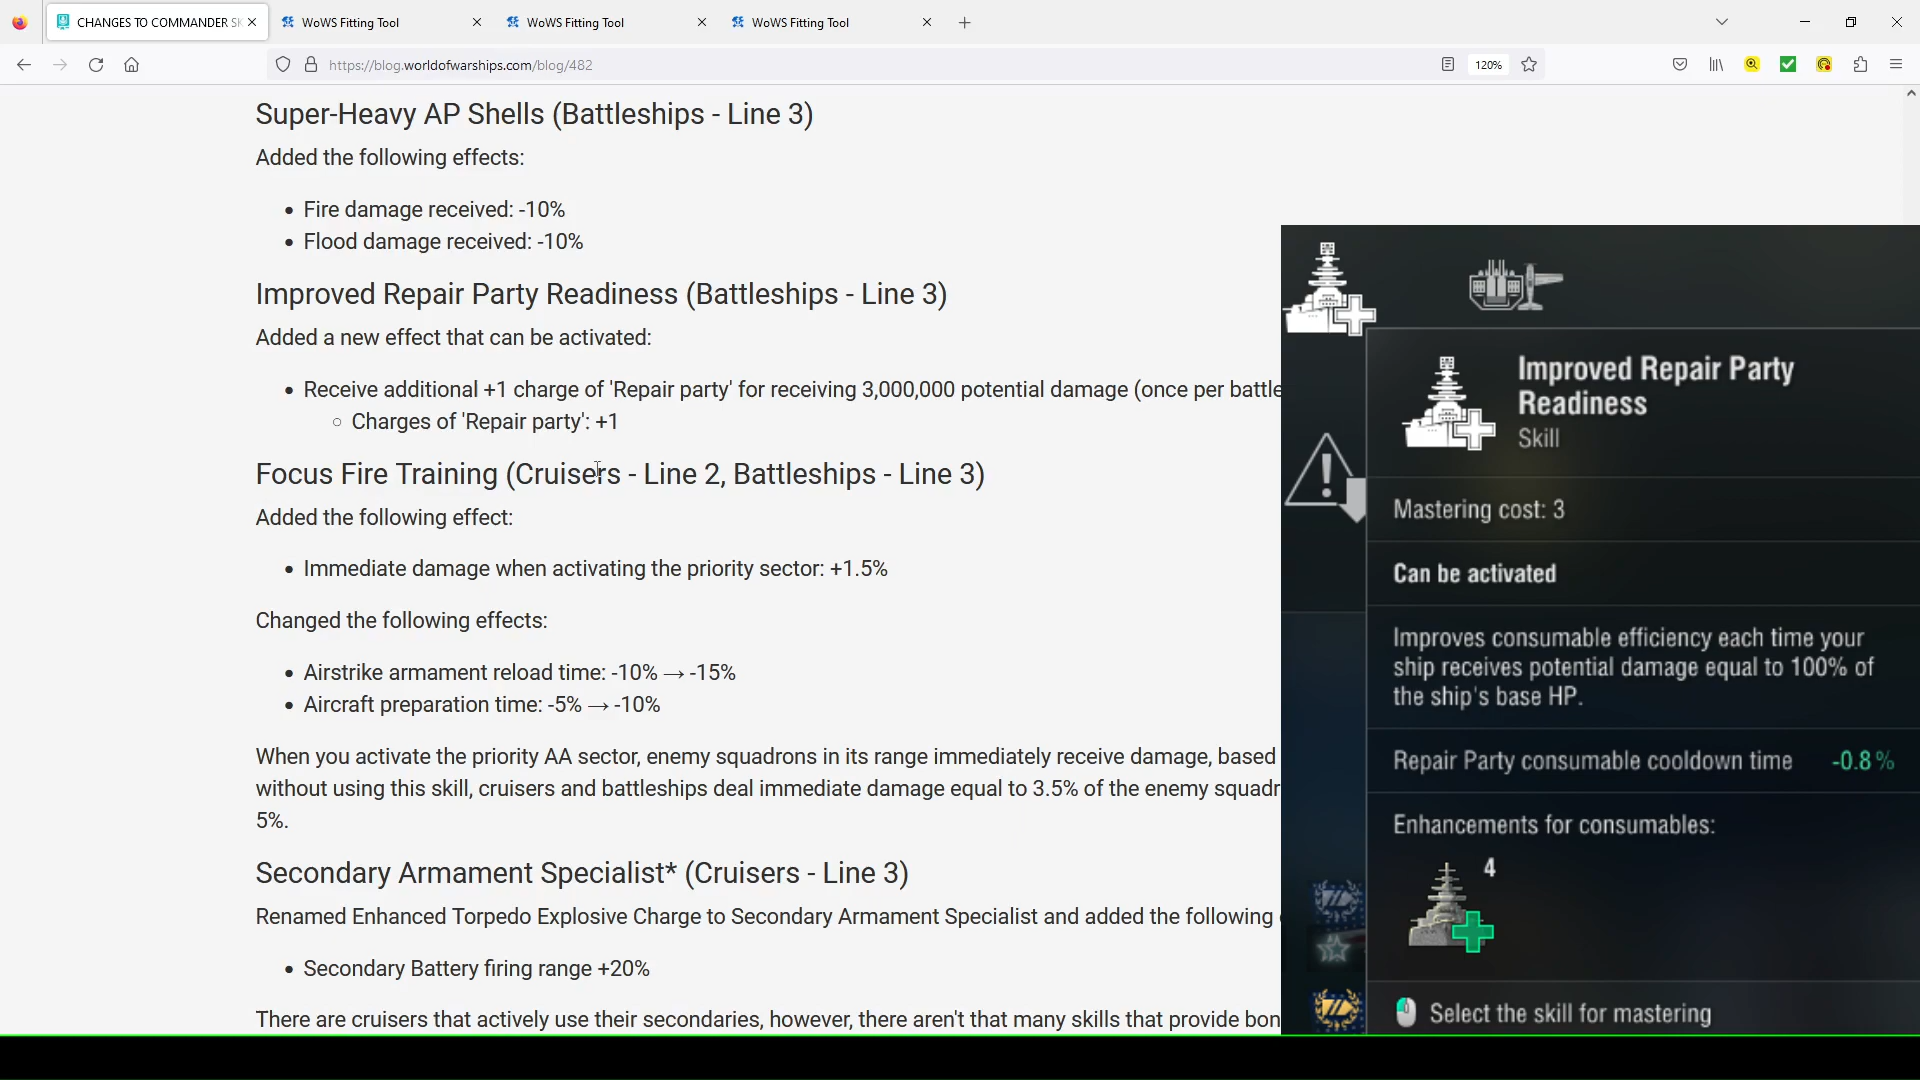 CHANGES TO COMMANDER SK
WoWS Fitting Tool
WoWS Fitting Tool
WoWS Fitting Tool
https://blog.worldofwarships.com/blog/482
120%
Super-Heavy AP Shells (Battleships - Line 3)
Added the following effects:
• Fire damage received: -10%
• Flood damage received: -10%
Improved Repair Party Readiness (Battleships - Line 3)
Added a new effect that can be activated:
• Receive additional +1 charge of 'Repair party' for receiving 3,000,000 potential damage (once per battle
○ Charges of 'Repair party': +1
Focus Fire Training (Cruisers - Line 2, Battleships - Line 3)
Added the following effect:
• Immediate damage when activating the priority sector: +1.5%
Changed the following effects:
• Airstrike armament reload time: -10% → -15%
• Aircraft preparation time: -5% → -10%
When you activate the priority AA sector, enemy squadrons in its range immediately receive damage, based
without using this skill, cruisers and battleships deal immediate damage equal to 3.5% of the enemy squadr
5%.
Secondary Armament Specialist* (Cruisers - Line 3)
Renamed Enhanced Torpedo Explosive Charge to Secondary Armament Specialist and added the following
• Secondary Battery firing range +20%
There are cruisers that actively use their secondaries, however, there aren't that many skills that provide bon
Improved Repair Party
Readiness
Skill
Mastering cost: 3
Can be activated
Improves consumable efficiency each time your
ship receives potential damage equal to 100% of
the ship's base HP.
Repair Party consumable cooldown time -0.8 %
Enhancements for consumables:
4
Select the skill for mastering